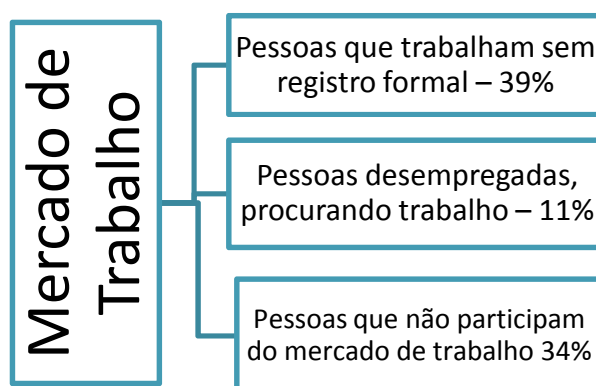 Mercado de
Trabalho
Pessoas que trabalham sem
registro formal – 39%
Pessoas desempregadas,
procurando trabalho – 11%
Pessoas que não participam
do mercado de trabalho 34%